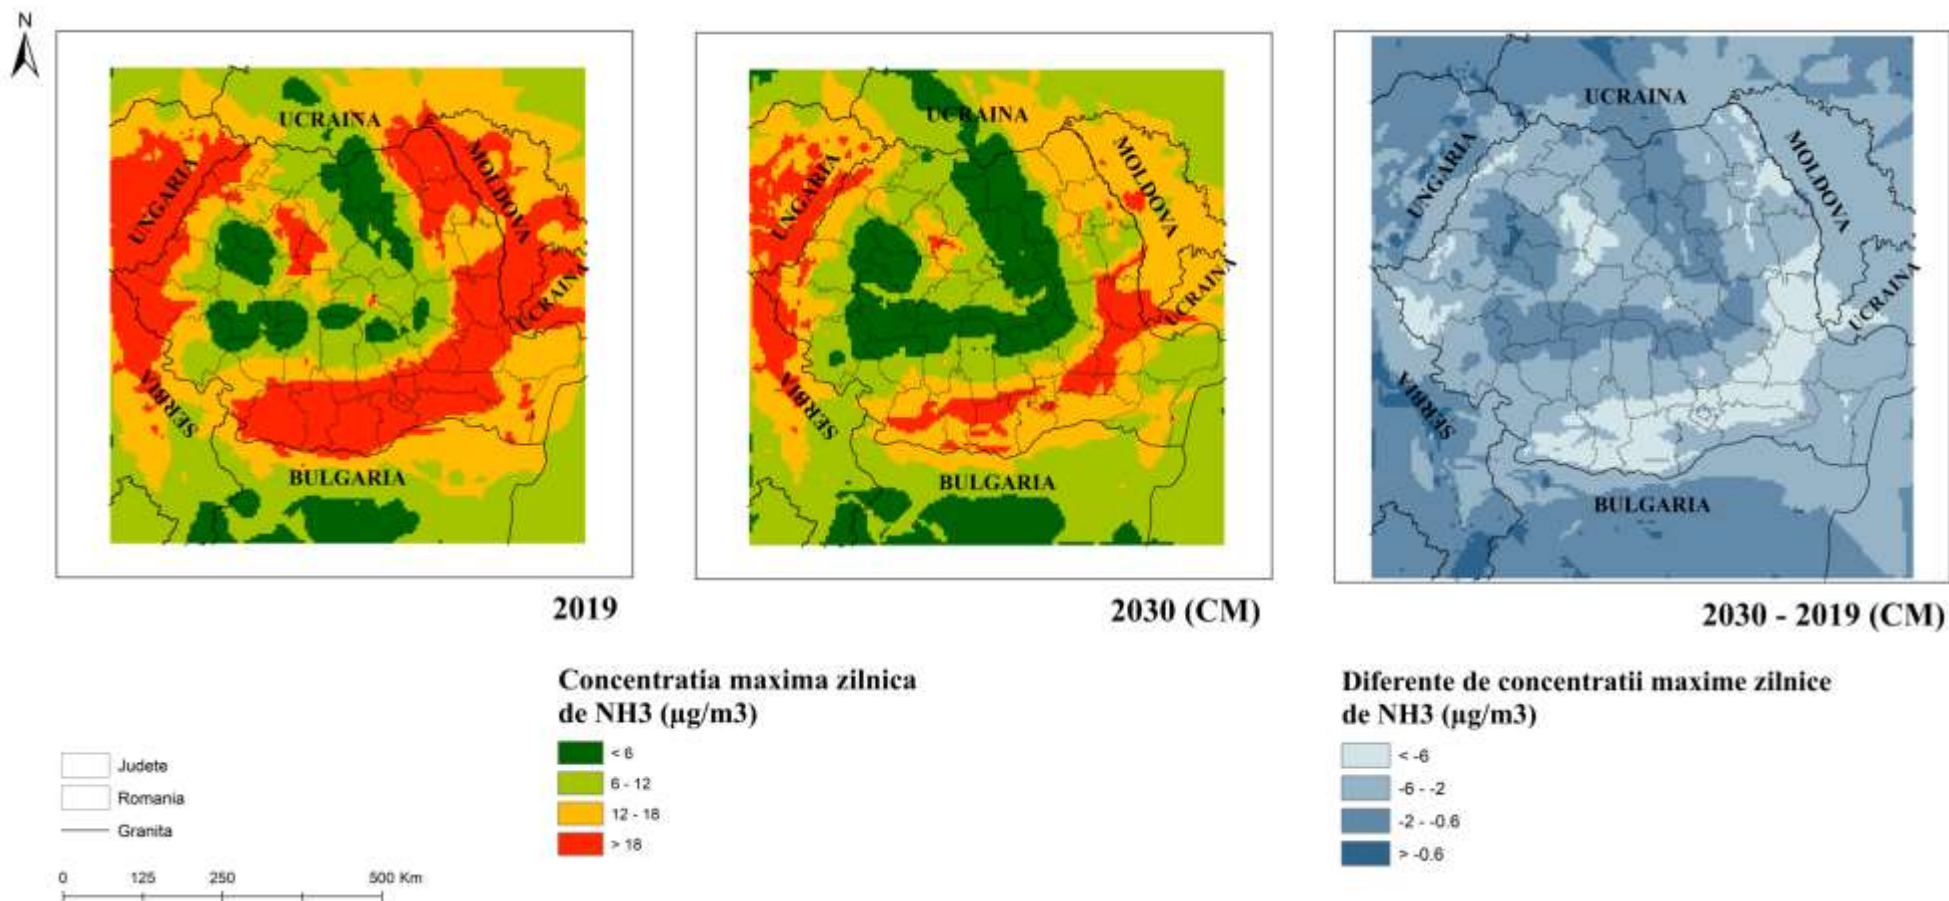 N
UCRAINA
UNGARIA
MOLDOVA
UCRAINA
SERBIA
BULGARIA
2019
UCRAINA
UNGARIA
MOLDOVA
UCRAINA
SERBIA
BULGARIA
2030 (CM)
UCRAINA
UNGARIA
MOLDOVA
UCRAINA
SERBIA
BULGARIA
2030 - 2019 (CM)
Judete
Romania
Granita
0 125 250 500 Km
Concentratia maxima zilnica
de NH3 (µg/m3)
< 6
6 - 12
12 - 18
> 18
Diferente de concentratii maxime zilnice
de NH3 (µg/m3)
< -6
-6 - -2
-2 - -0.6
> -0.6